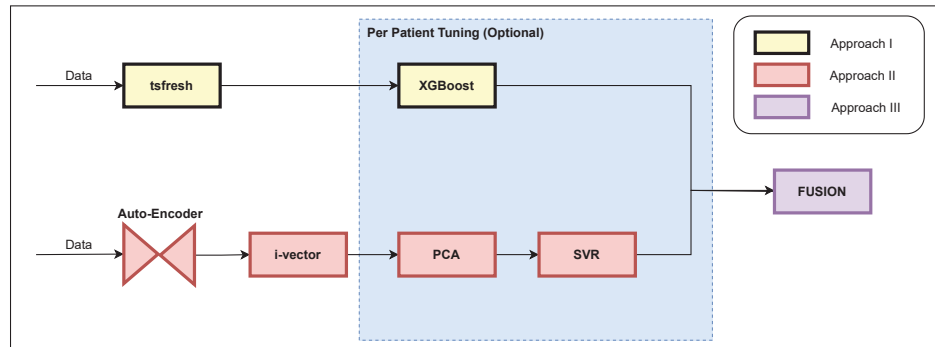 Per Patient Tuning (Optional)
Approach I
Approach II
Approach III
Data
tsfresh
XGBoost
FUSION
Auto-Encoder
Data
i-vector
PCA
SVR